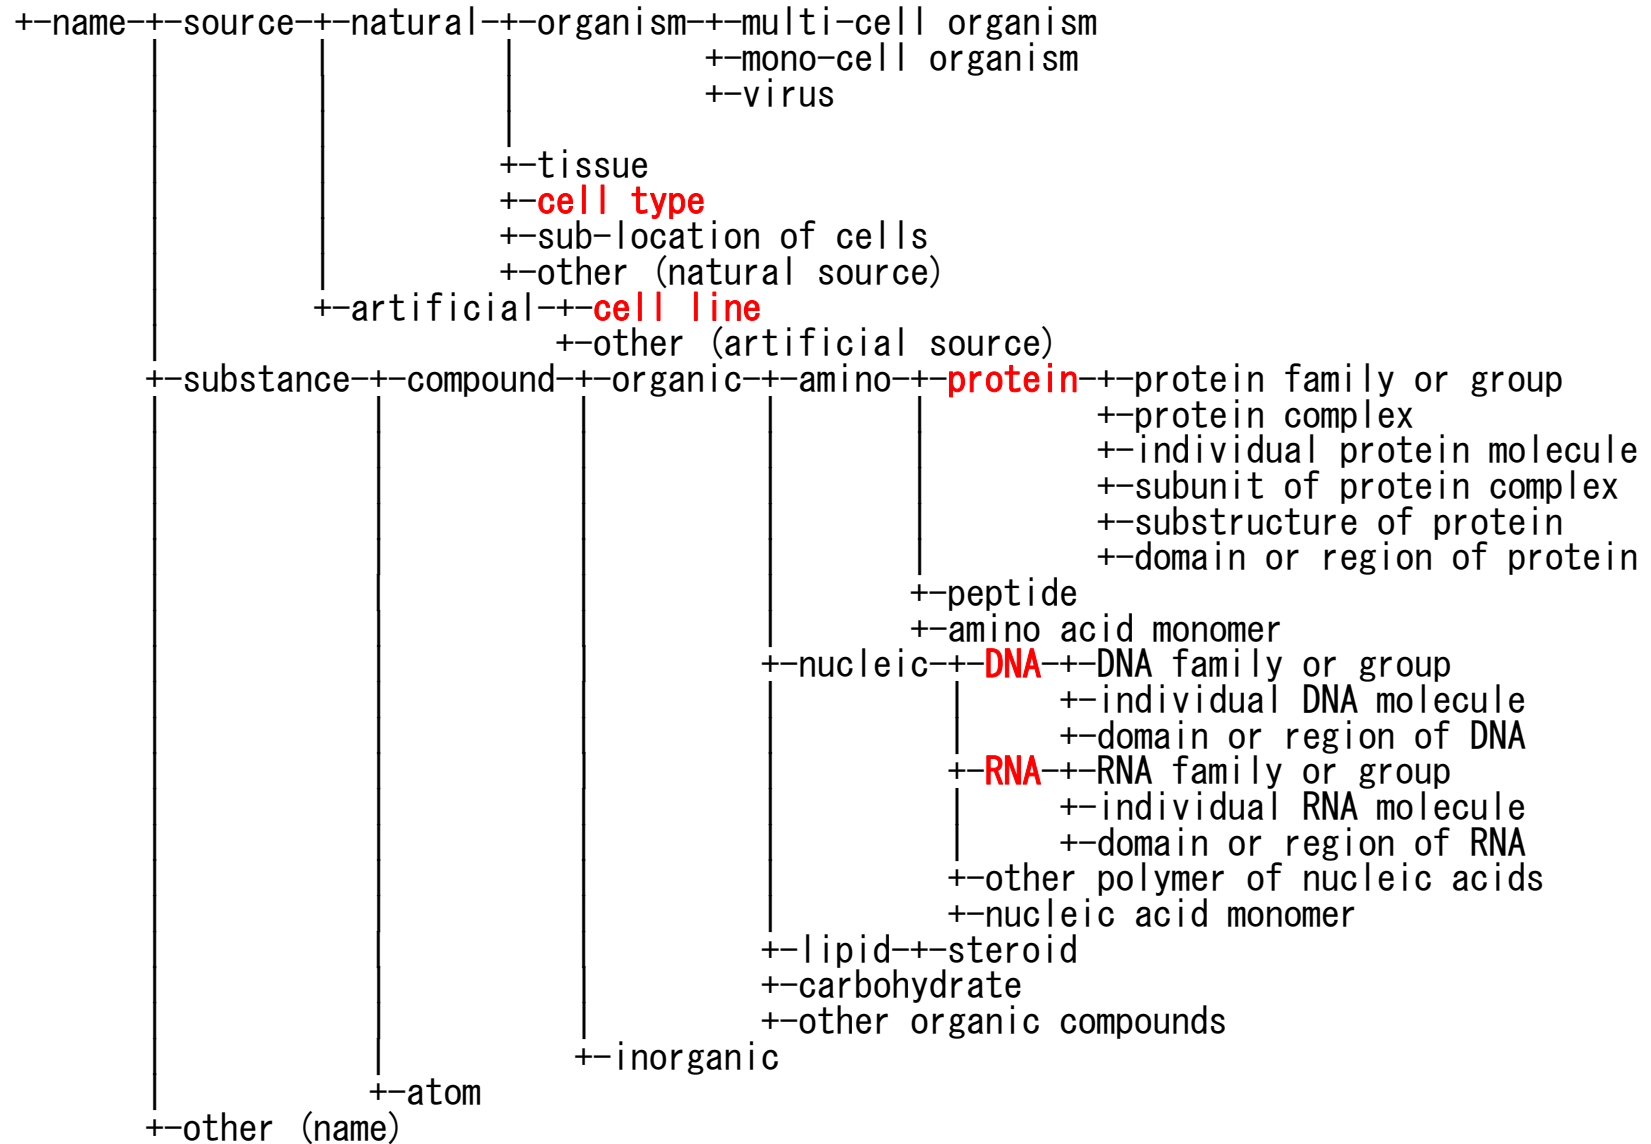 +-name-+-source-+-natural-+-organism-+-multi-cell organism
+-mono-cell organism
+-virus
+-tissue
+-cell type
+-sub-location of cells
+-other (natural source)
+-artificial-+-cell line
+-other (artificial source)
+-substance-+-compound-+-organic-+-amino-+-protein-+-protein family or group
+-protein complex
+-individual protein molecule
+-subunit of protein complex
+-substructure of protein
+-domain or region of protein
+-peptide
+-amino acid monomer
+-nucleic-+-DNA-+-DNA family or group
+-individual DNA molecule
+-domain or region of DNA
+-RNA-+-RNA family or group
+-individual RNA molecule
+-domain or region of RNA
+-other polymer of nucleic acids
+-nucleic acid monomer
+-lipid-+-steroid
+-carbohydrate
+-other organic compounds
+-inorganic
+-atom
+-other (name)